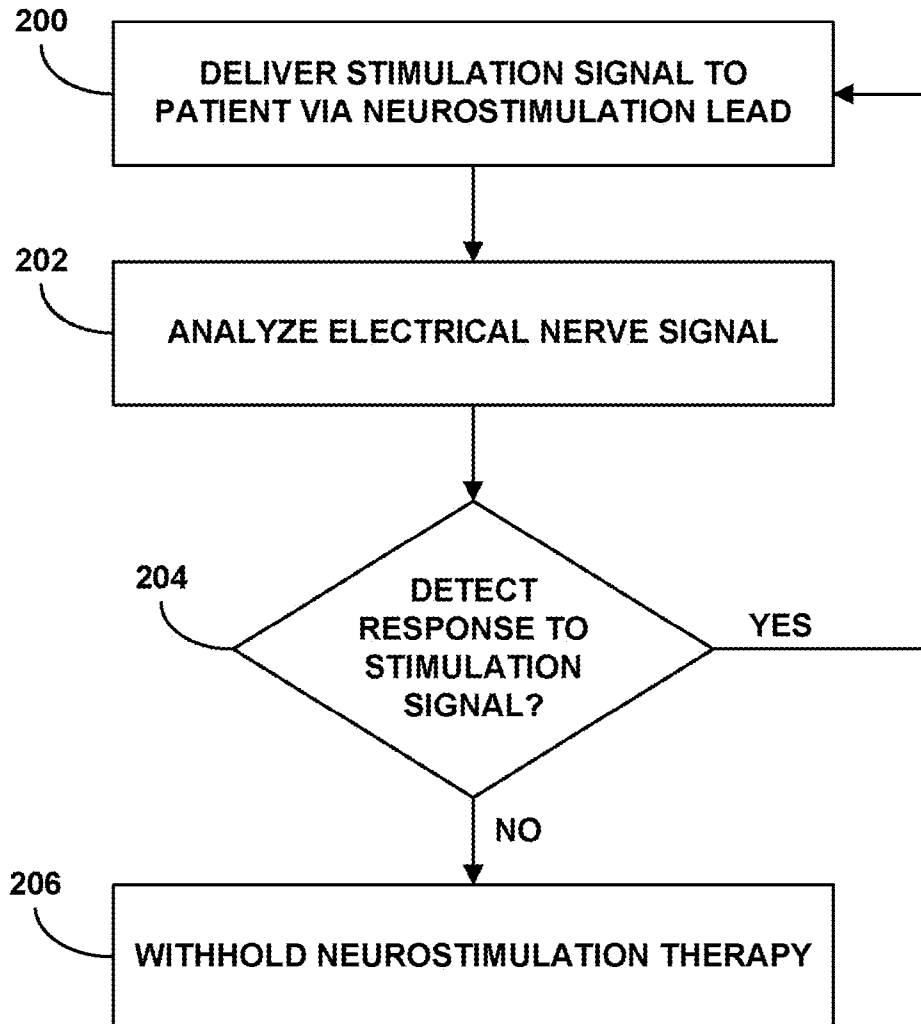 200
DELIVER STIMULATION SIGNAL TO
PATIENT VIA NEUROSTIMULATION LEAD
202
ANALYZE ELECTRICAL NERVE SIGNAL
204
DETECT
RESPONSE TO
STIMULATION
SIGNAL?
YES
NO
206
WITHHOLD NEUROSTIMULATION THERAPY